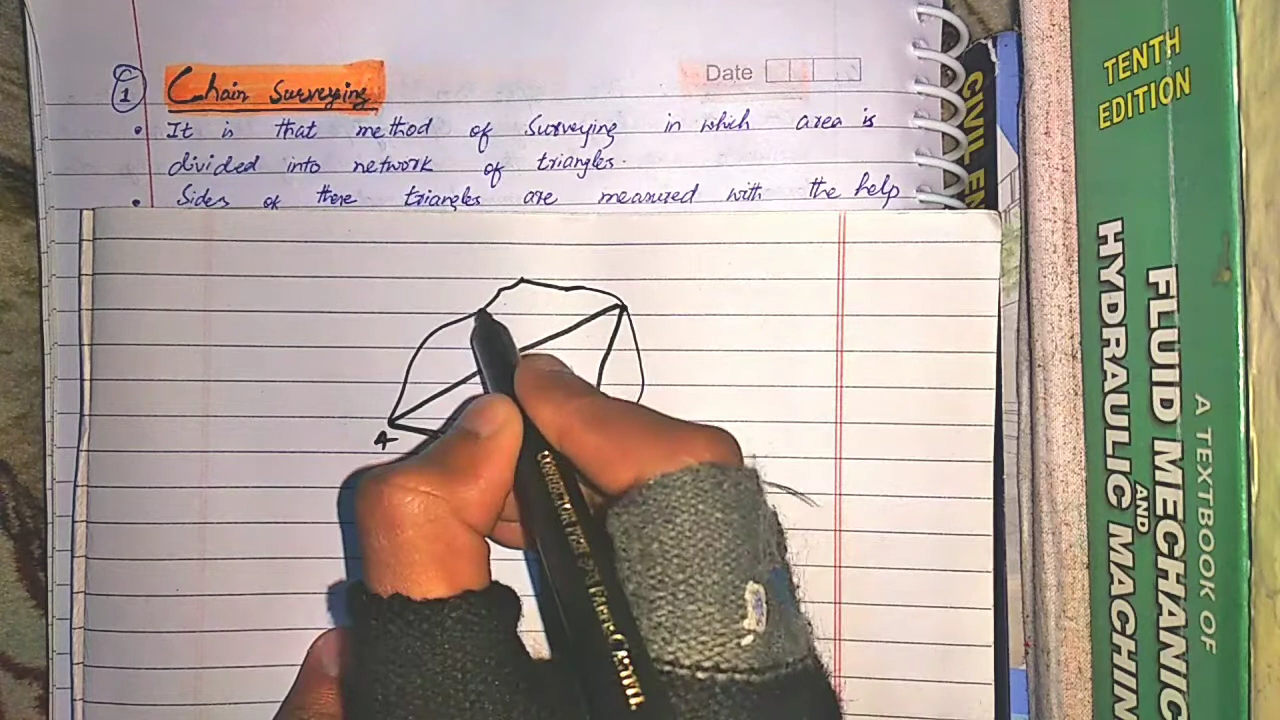 1 Chain Surveying
Date
• It is that method of Surveying in which area is
divided into network of triangles.
• Sides of these triangles are measured with the help
A
CONNECTOR PEN
CIVIL EN
TENTH
EDITION
A TEXTBOOK OF
FLUID MECHANIC
AND
HYDRAULIC MACHIN